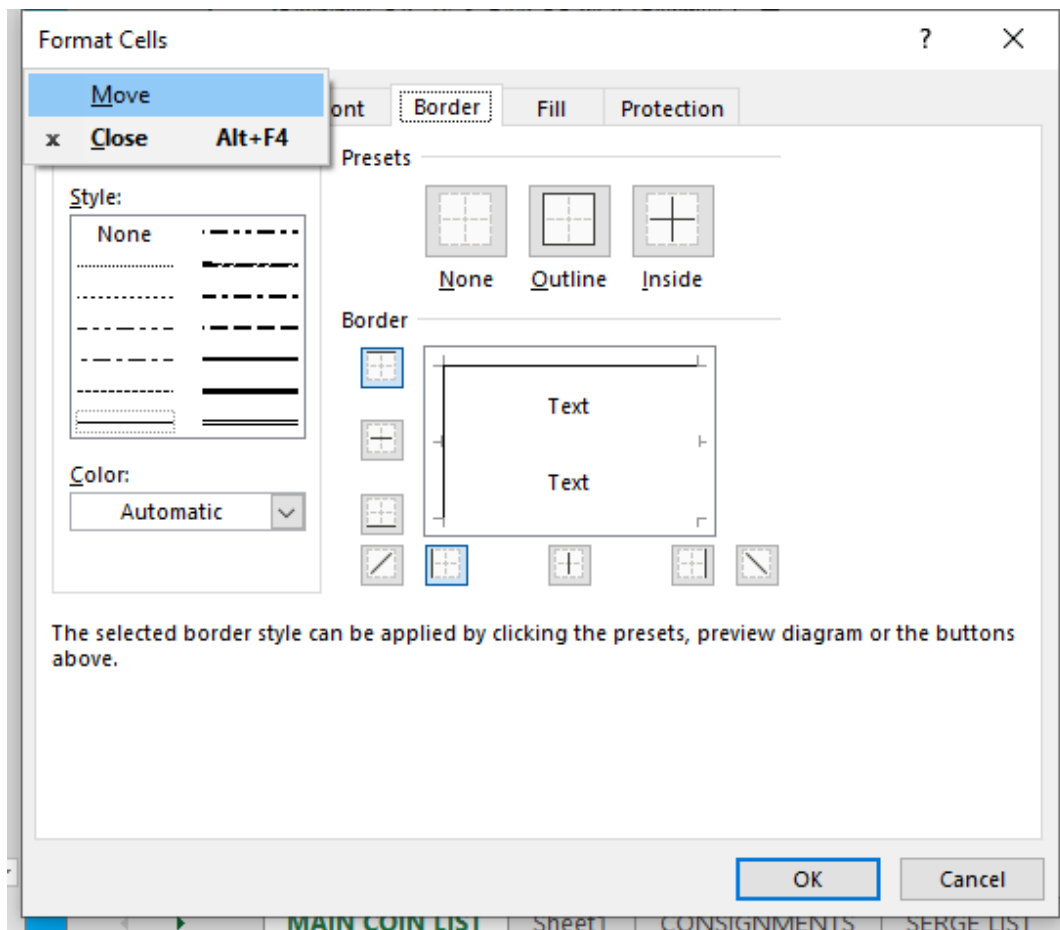 Format Cells
?
Move
x Close Alt+F4
ont Border Fill Protection
Presets
Style:
None
None Outline Inside
Border
Text
Text
Color:
Automatic
The selected border style can be applied by clicking the presets, preview diagram or the buttons
above.
OK Cancel
MAIN COIN LIST Sheet1 CONSIGNMENTS SERGE LIST